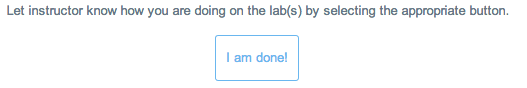 Let instructor know how you are doing on the lab(s) by selecting the appropriate button.
I am done!